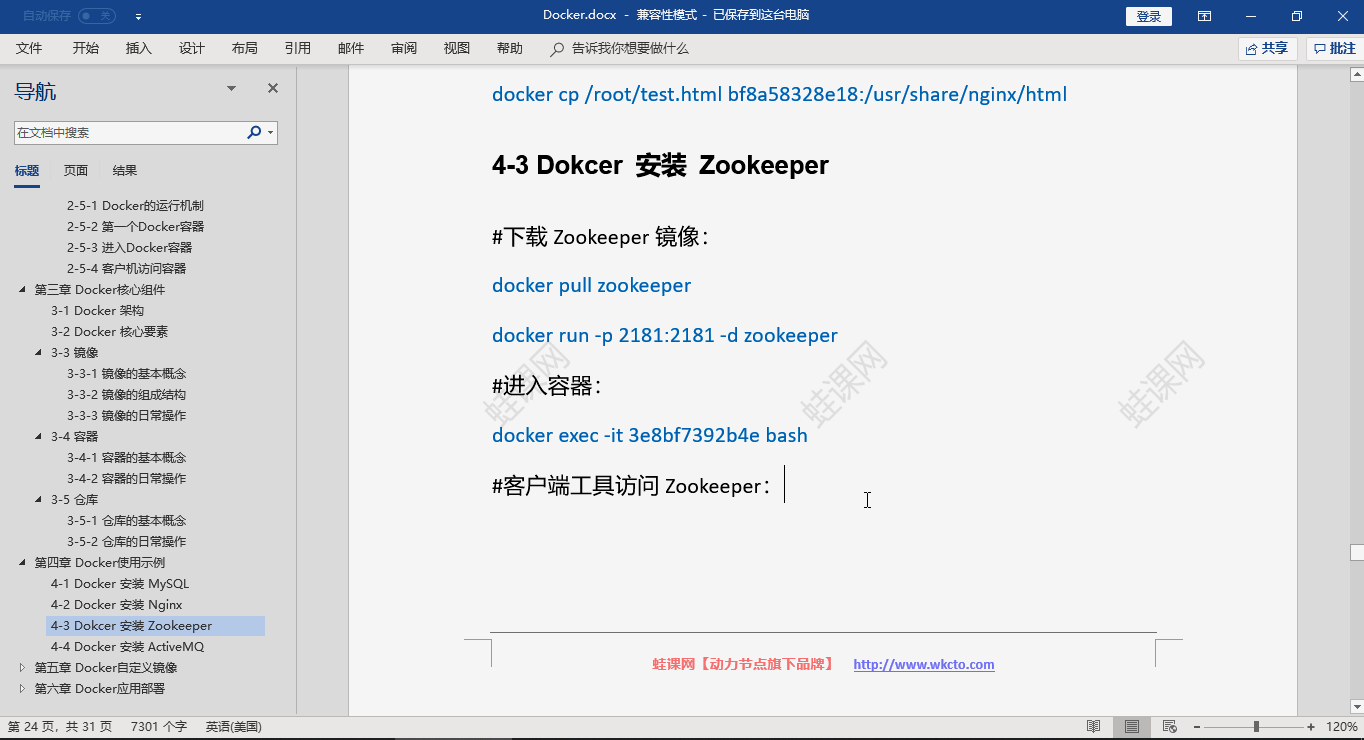 自动保存 关 Docker.docx - 兼容性模式 - 已保存到这台电脑 登录
文件 开始 插入 设计 布局 引用 邮件 审阅 视图 帮助 告诉我你想要做什么 共享 批注
导航
在文档中搜索
标题 页面 结果
2-5-1 Docker的运行机制
2-5-2 第一个Docker容器
2-5-3 进入Docker容器
2-5-4 客户机访问容器
第三章 Docker核心组件
3-1 Docker 架构
3-2 Docker 核心要素
3-3 镜像
3-3-1 镜像的基本概念
3-3-2 镜像的组成结构
3-3-3 镜像的日常操作
3-4 容器
3-4-1 容器的基本概念
3-4-2 容器的日常操作
3-5 仓库
3-5-1 仓库的基本概念
3-5-2 仓库的日常操作
第四章 Docker使用示例
4-1 Docker 安装 MySQL
4-2 Docker 安装 Nginx
4-3 Dokcer 安装 Zookeeper
4-4 Docker 安装 ActiveMQ
第五章 Docker自定义镜像
第六章 Docker应用部署
docker cp /root/test.html bf8a58328e18:/usr/share/nginx/html
4-3 Dokcer 安装 Zookeeper
#下载 Zookeeper 镜像：
docker pull zookeeper
docker run -p 2181:2181 -d zookeeper
#进入容器：
docker exec -it 3e8bf7392b4e bash
#客户端工具访问 Zookeeper：
蛙课网 蛙课网 蛙课网
蛙课网【动力节点旗下品牌】 http://www.wkcto.com
第 24 页，共 31 页 7301 个字 英语(美国) 120%